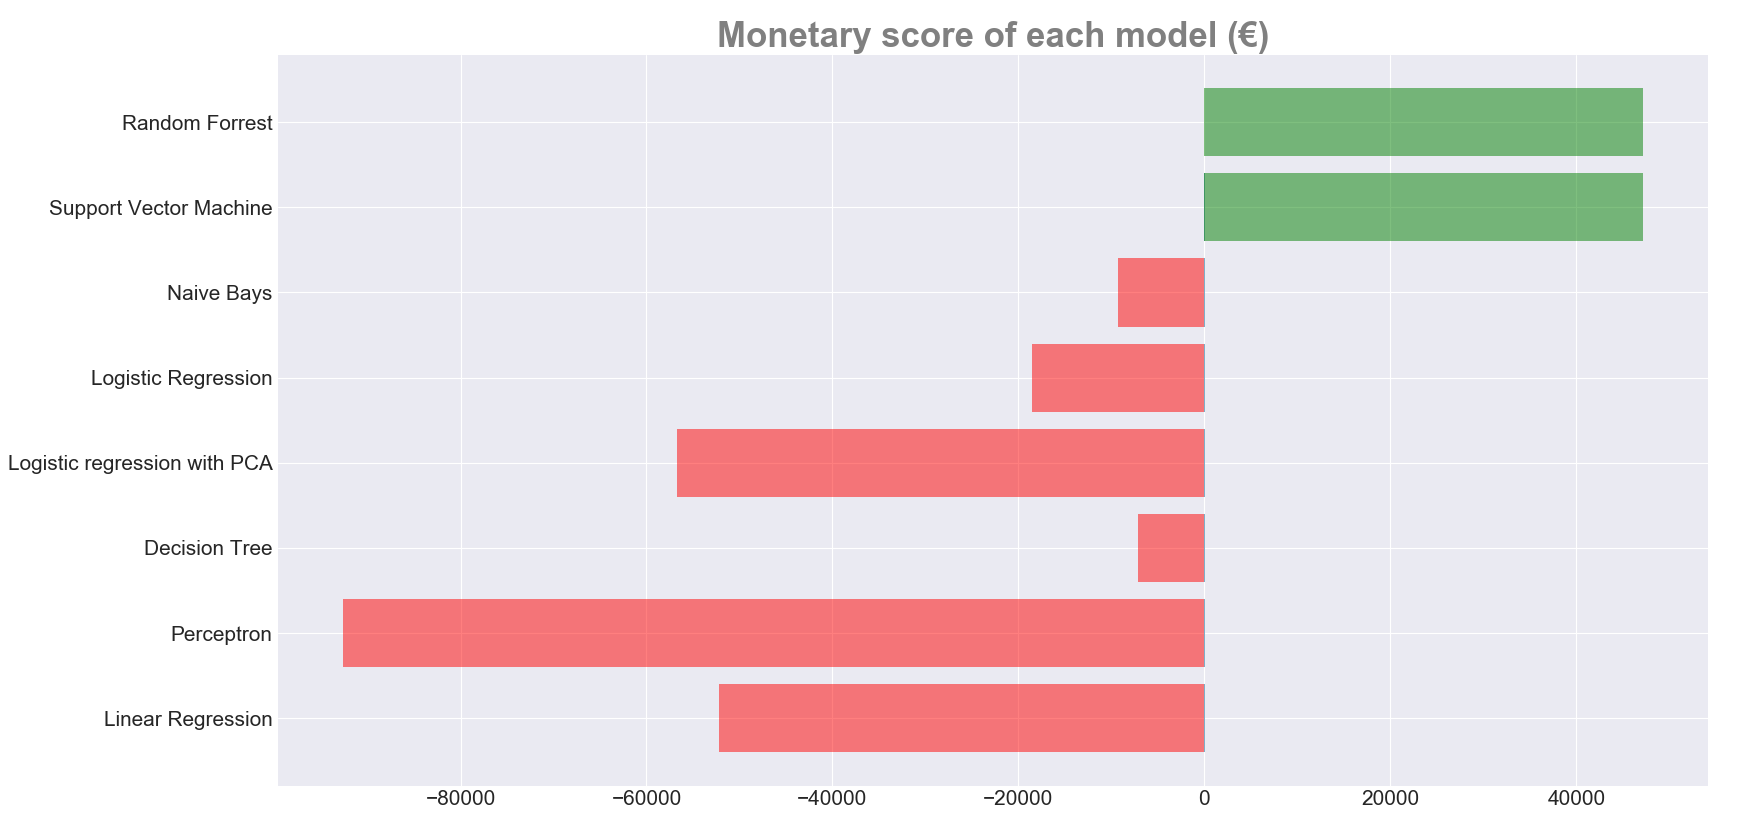 Monetary score of each model (€)
Random Forrest
Support Vector Machine
Naive Bays
Logistic Regression
Logistic regression with PCA
Decision Tree
Perceptron
Linear Regression
−80000 −60000 −40000 −20000 0 20000 40000